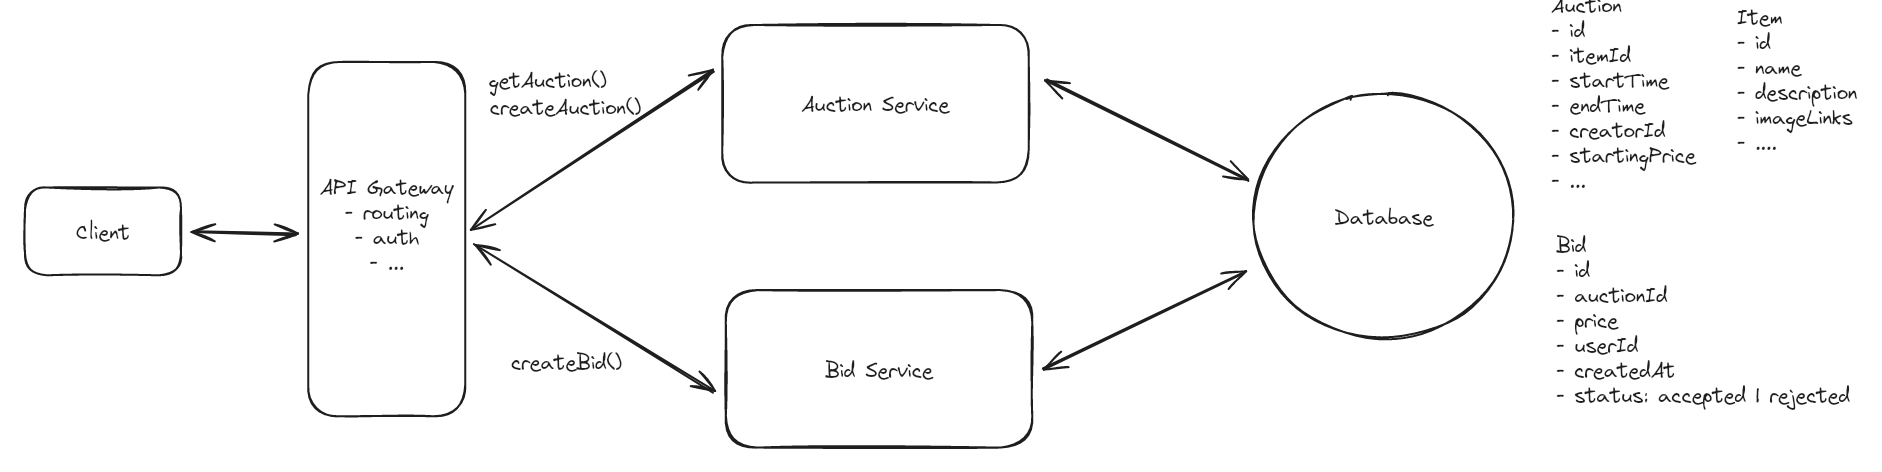 Client
API Gateway
- routing
- auth
- ...
getAuction()
createAuction()
createBid()
Auction Service
Bid Service
Database
Auction
- id
- itemId
- startTime
- endTime
- creatorId
- startingPrice
- ...
Item
- id
- name
- description
- imageLinks
- ....
Bid
- id
- auctionId
- price
- userId
- createdAt
- status: accepted | rejected